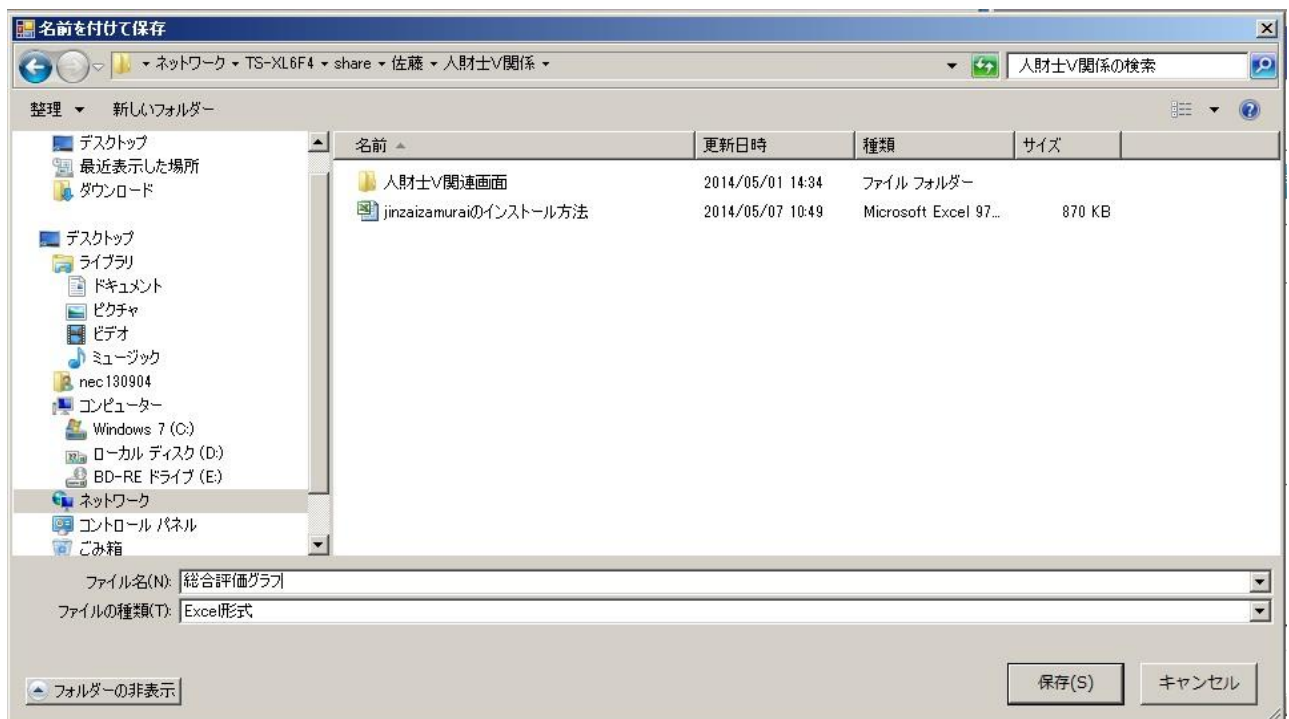 名前を付けて保存
ネットワーク ▾ TS-XL6F4 ▾ share ▾ 佐藤 ▾ 人財士V関係 ▾
人財士V関係の検索
整理 ▼ 新しいフォルダー
デスクトップ
最近表示した場所
ダウンロード
デスクトップ
ライブラリ
ドキュメント
ピクチャ
ビデオ
ミュージック
nec130904
コンピューター
Windows 7 (C:)
ローカル ディスク (D:)
BD-RE ドライブ (E:)
ネットワーク
コントロール パネル
ごみ箱
名前 更新日時 種類 サイズ
人財士V関連画面 2014/05/01 14:34 ファイル フォルダー
jinzaizamuraiのインストール方法 2014/05/07 10:49 Microsoft Excel 97... 870 KB
ファイル名(N): 総合評価グラフ
ファイルの種類(T): Excel形式
フォルダーの非表示
保存(S) キャンセル